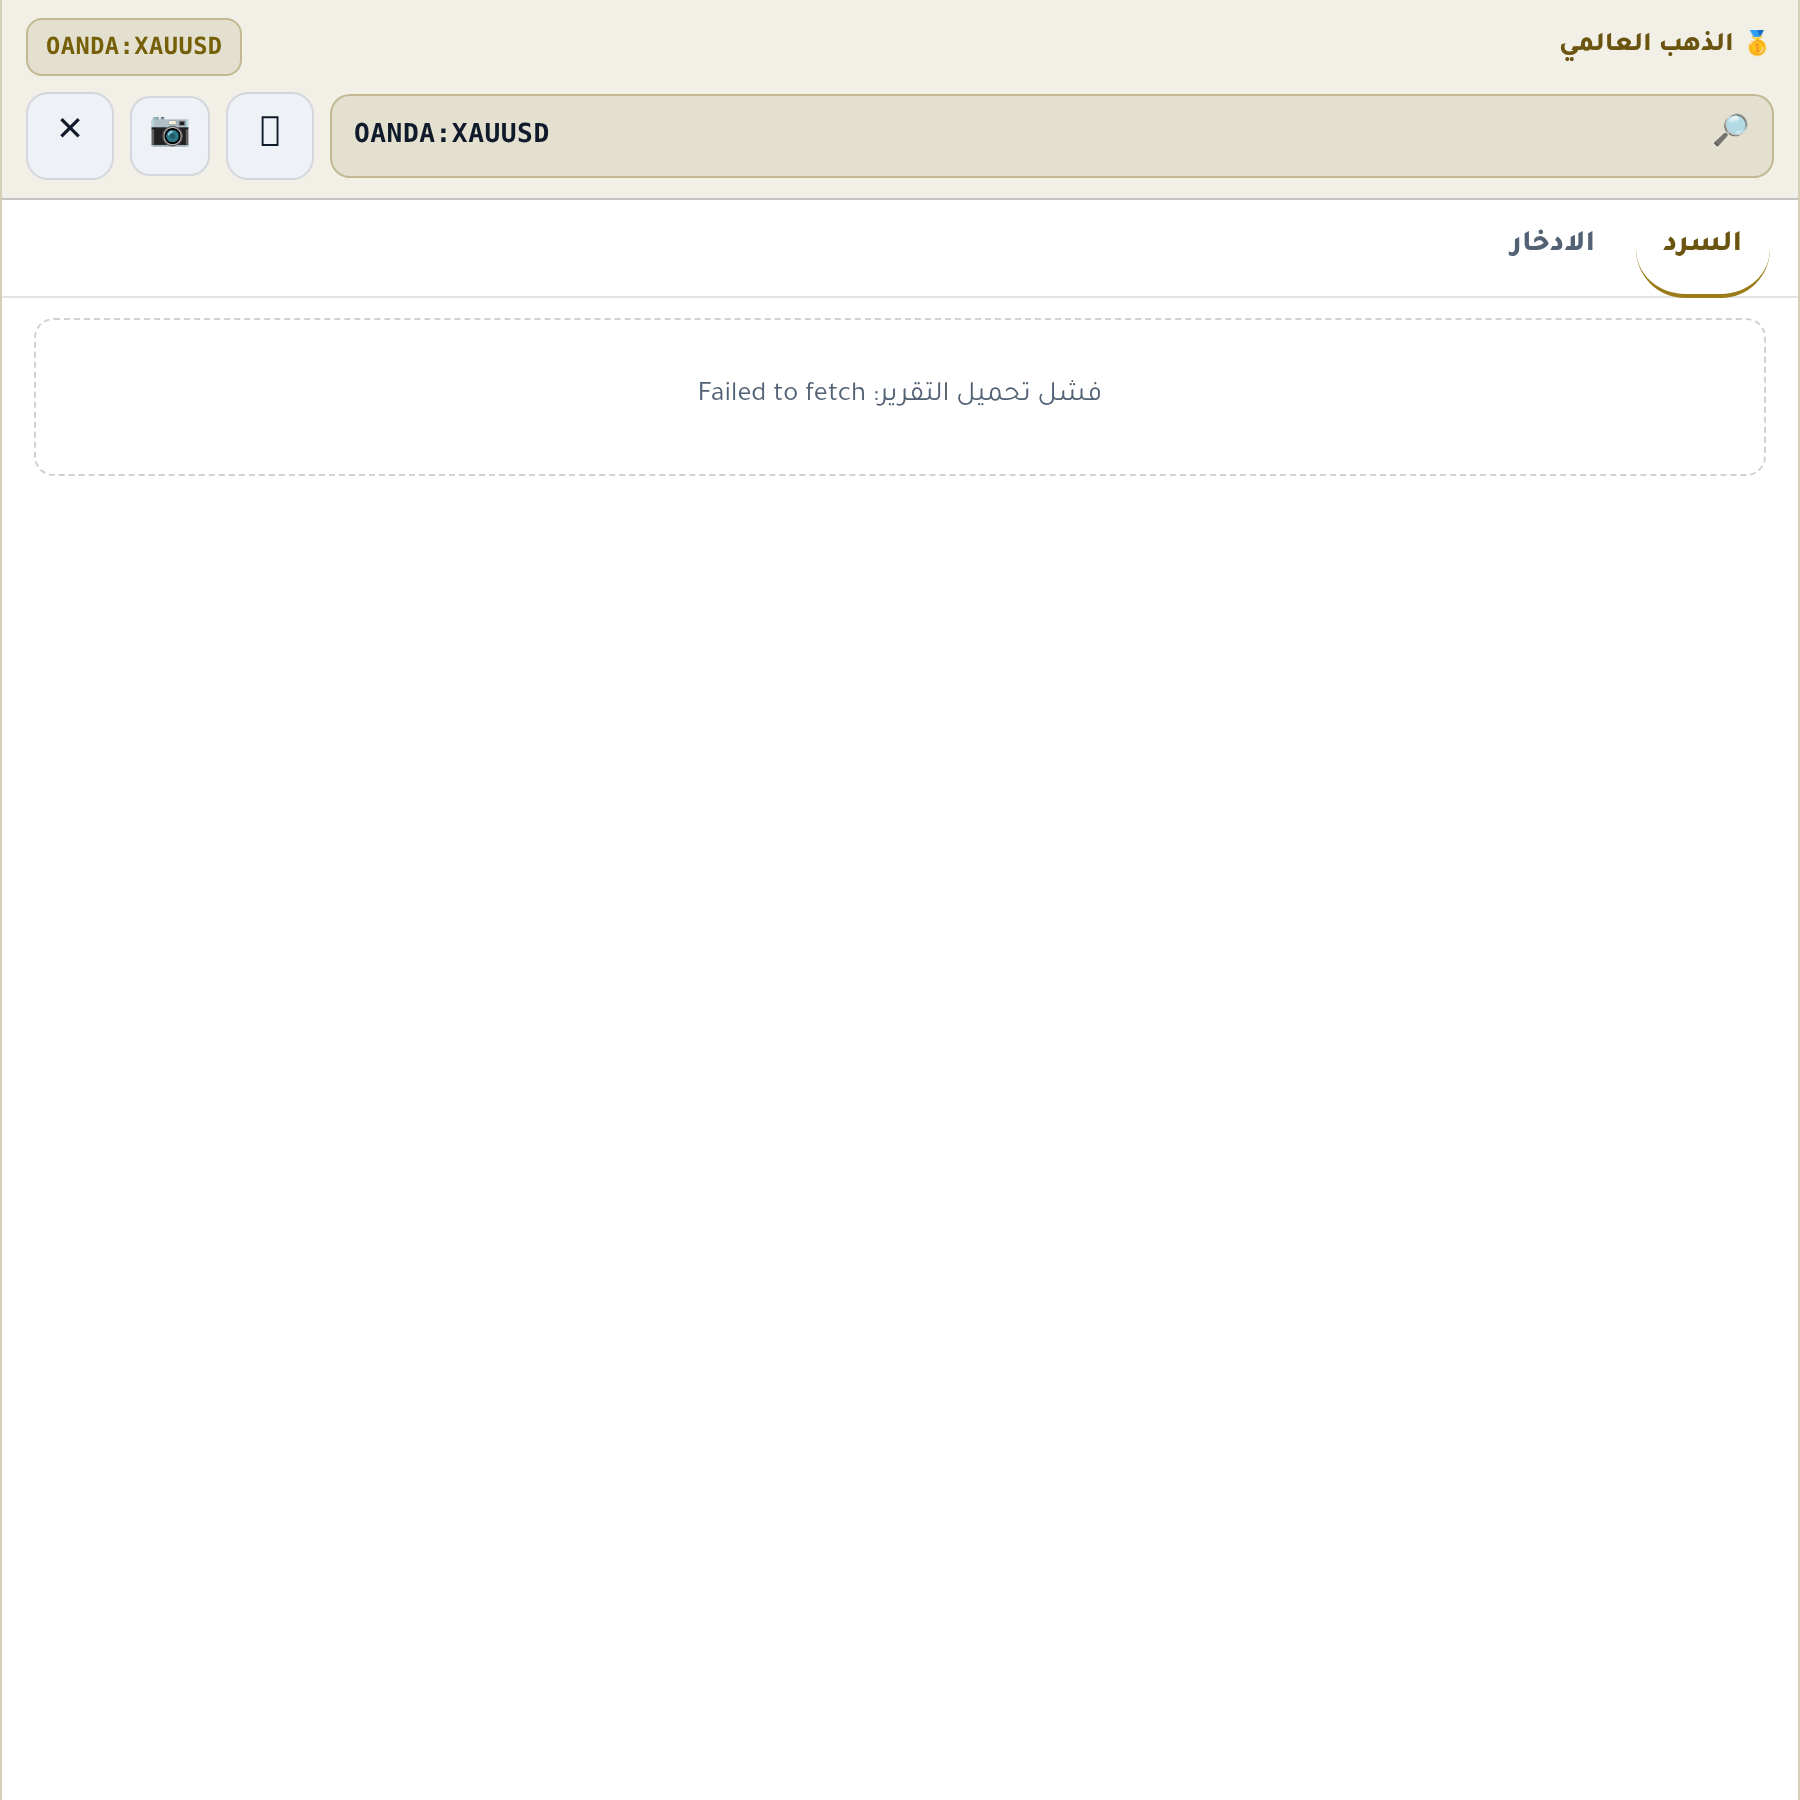 🥇 الذهب العالمي
OANDA:XAUUSD
🔎 OANDA:XAUUSD
📷 ✕
السرد
الادخار
فشل تحميل التقرير: Failed to fetch